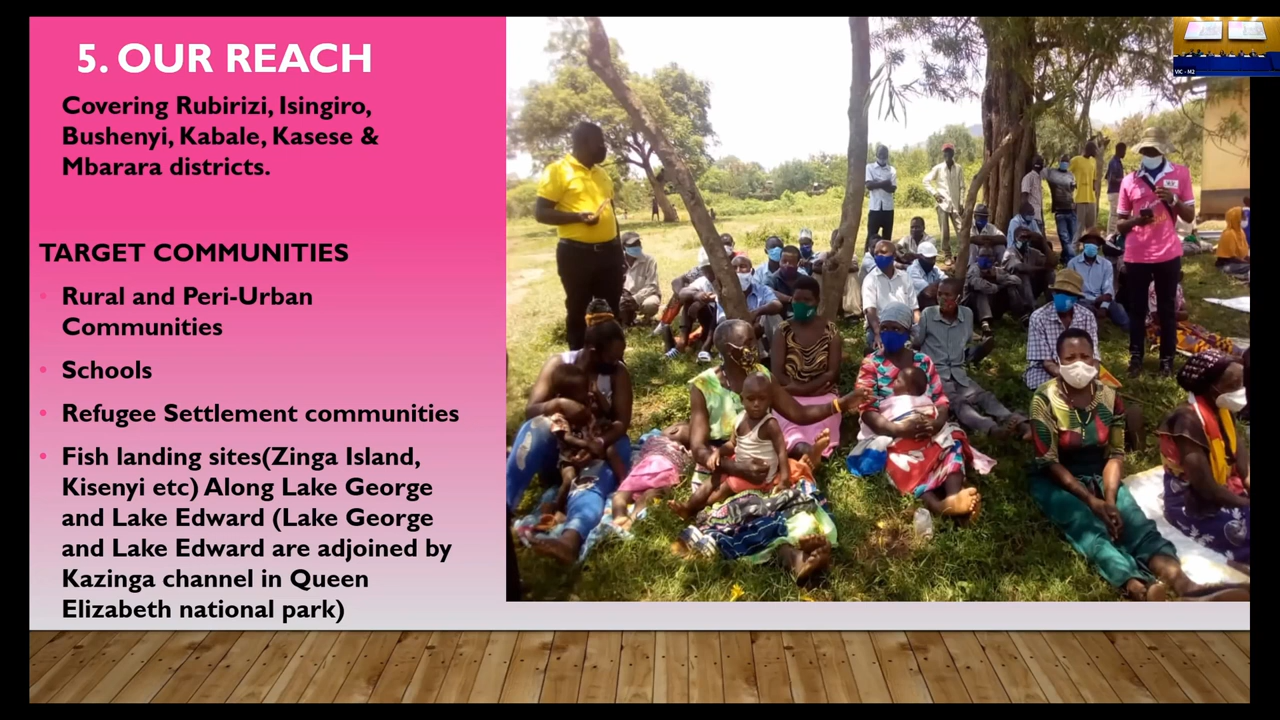 5. OUR REACH
Covering Rubirizi, Isingiro,
Bushenyi, Kabale, Kasese &
Mbarara districts.
TARGET COMMUNITIES
Rural and Peri-Urban
Communities
Schools
Refugee Settlement communities
Fish landing sites(Zinga Island,
Kisenyi etc) Along Lake George
and Lake Edward (Lake George
and Lake Edward are adjoined by
Kazinga channel in Queen
Elizabeth national park)
VIC - M2